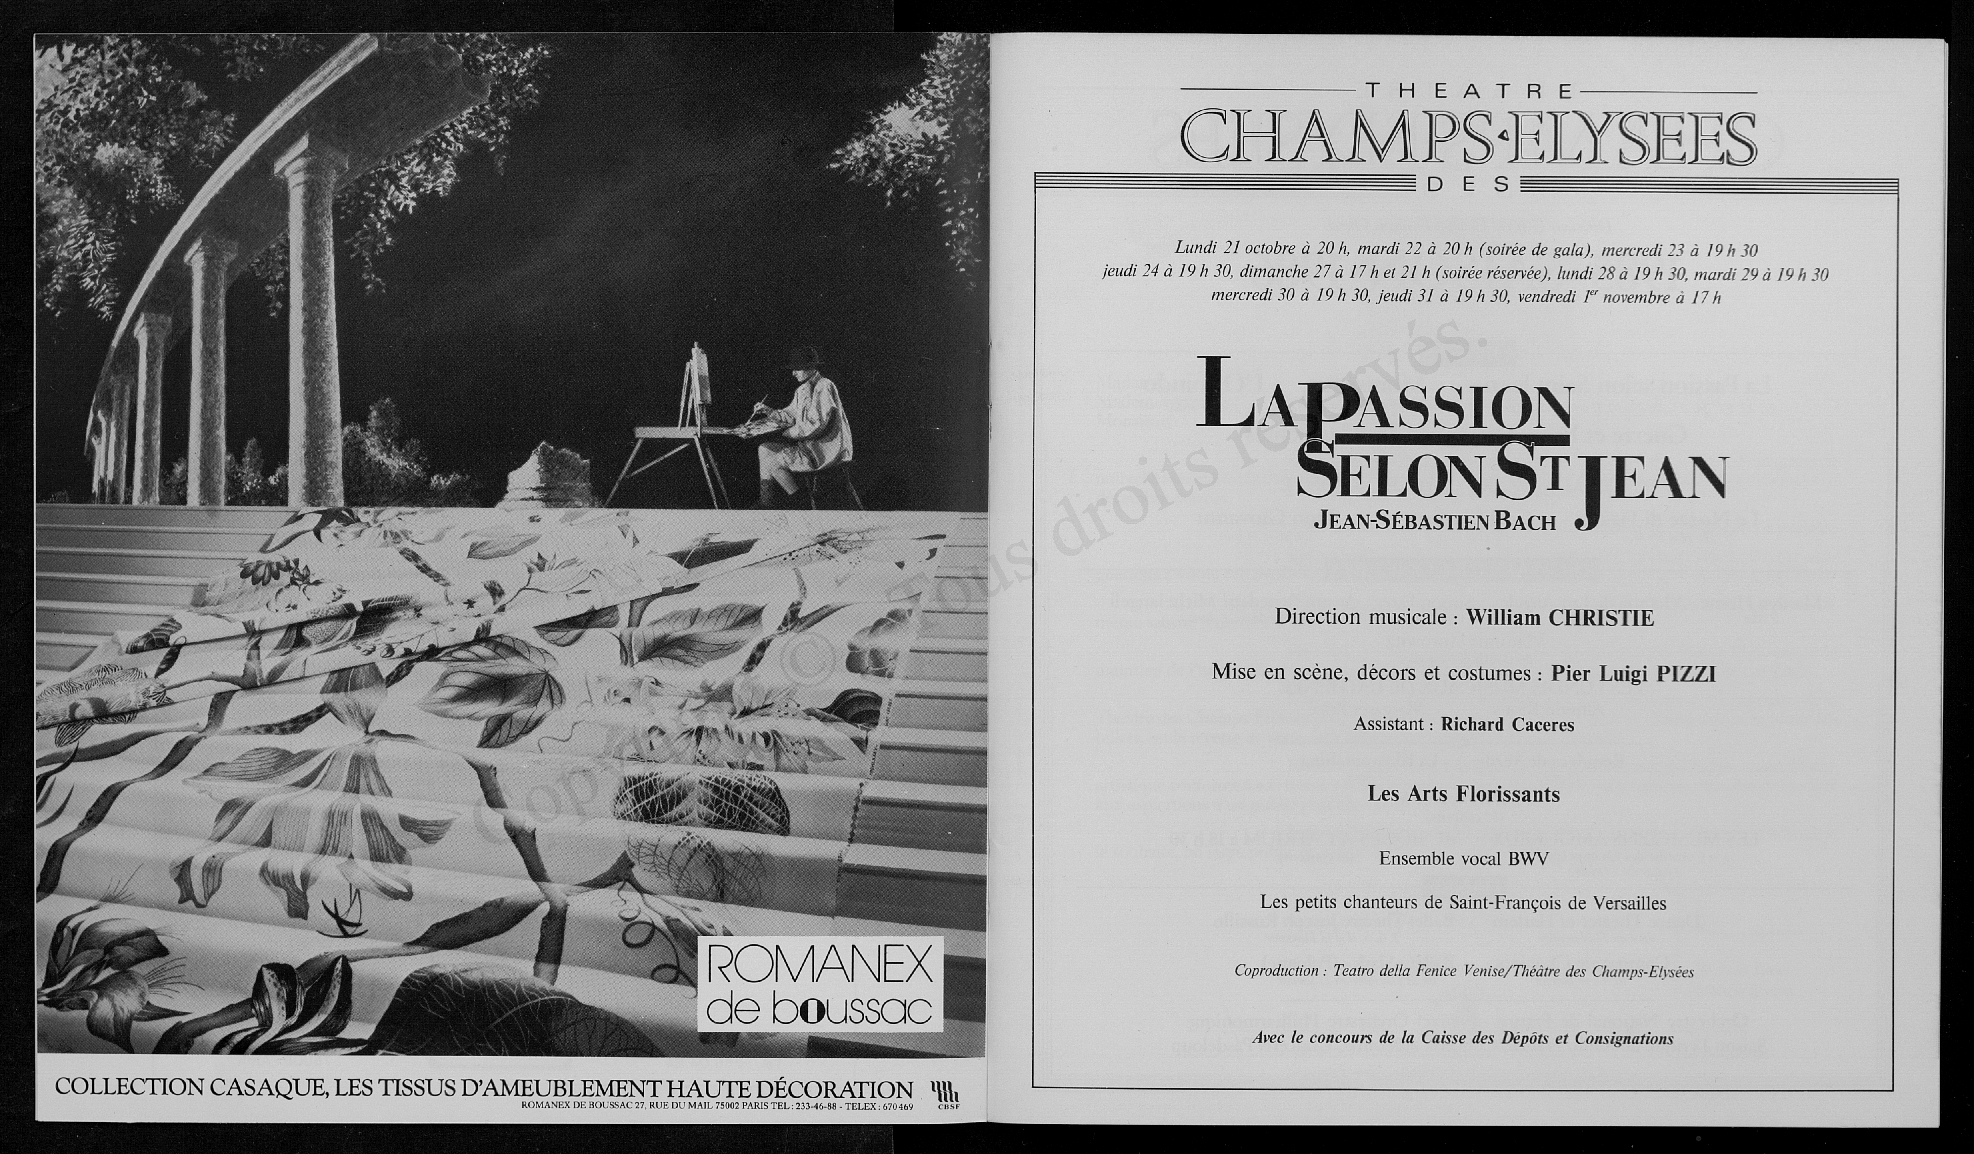 ROMANEX
de boussac
COLLECTION CASAQUE, LES TISSUS D'AMEUBLEMENT HAUTE DÉCORATION
CBSF
ROMANEX DE BOUSSAC 27, RUE DU MAIL 75002 PARIS TEL : 233-46-88 - TELEX : 670469
THEATRE
CHAMPS-ELYSEES
DES
Lundi 21 octobre à 20 h, mardi 22 à 20 h (soirée de gala), mercredi 23 à 19 h 30
jeudi 24 à 19 h 30, dimanche 27 à 17 h et 21 h (soirée réservée), lundi 28 à 19 h 30, mardi 29 à 19 h 30
mercredi 30 à 19 h 30, jeudi 31 à 19 h 30, vendredi 1er novembre à 17 h
LA PASSION
SELON ST JEAN
JEAN-SÉBASTIEN BACH
Direction musicale : William CHRISTIE
Mise en scène, décors et costumes : Pier Luigi PIZZI
Assistant : Richard Caceres
Les Arts Florissants
Ensemble vocal BWV
Les petits chanteurs de Saint-François de Versailles
Coproduction : Teatro della Fenice Venise/Théâtre des Champs-Elysées
Avec le concours de la Caisse des Dépôts et Consignations